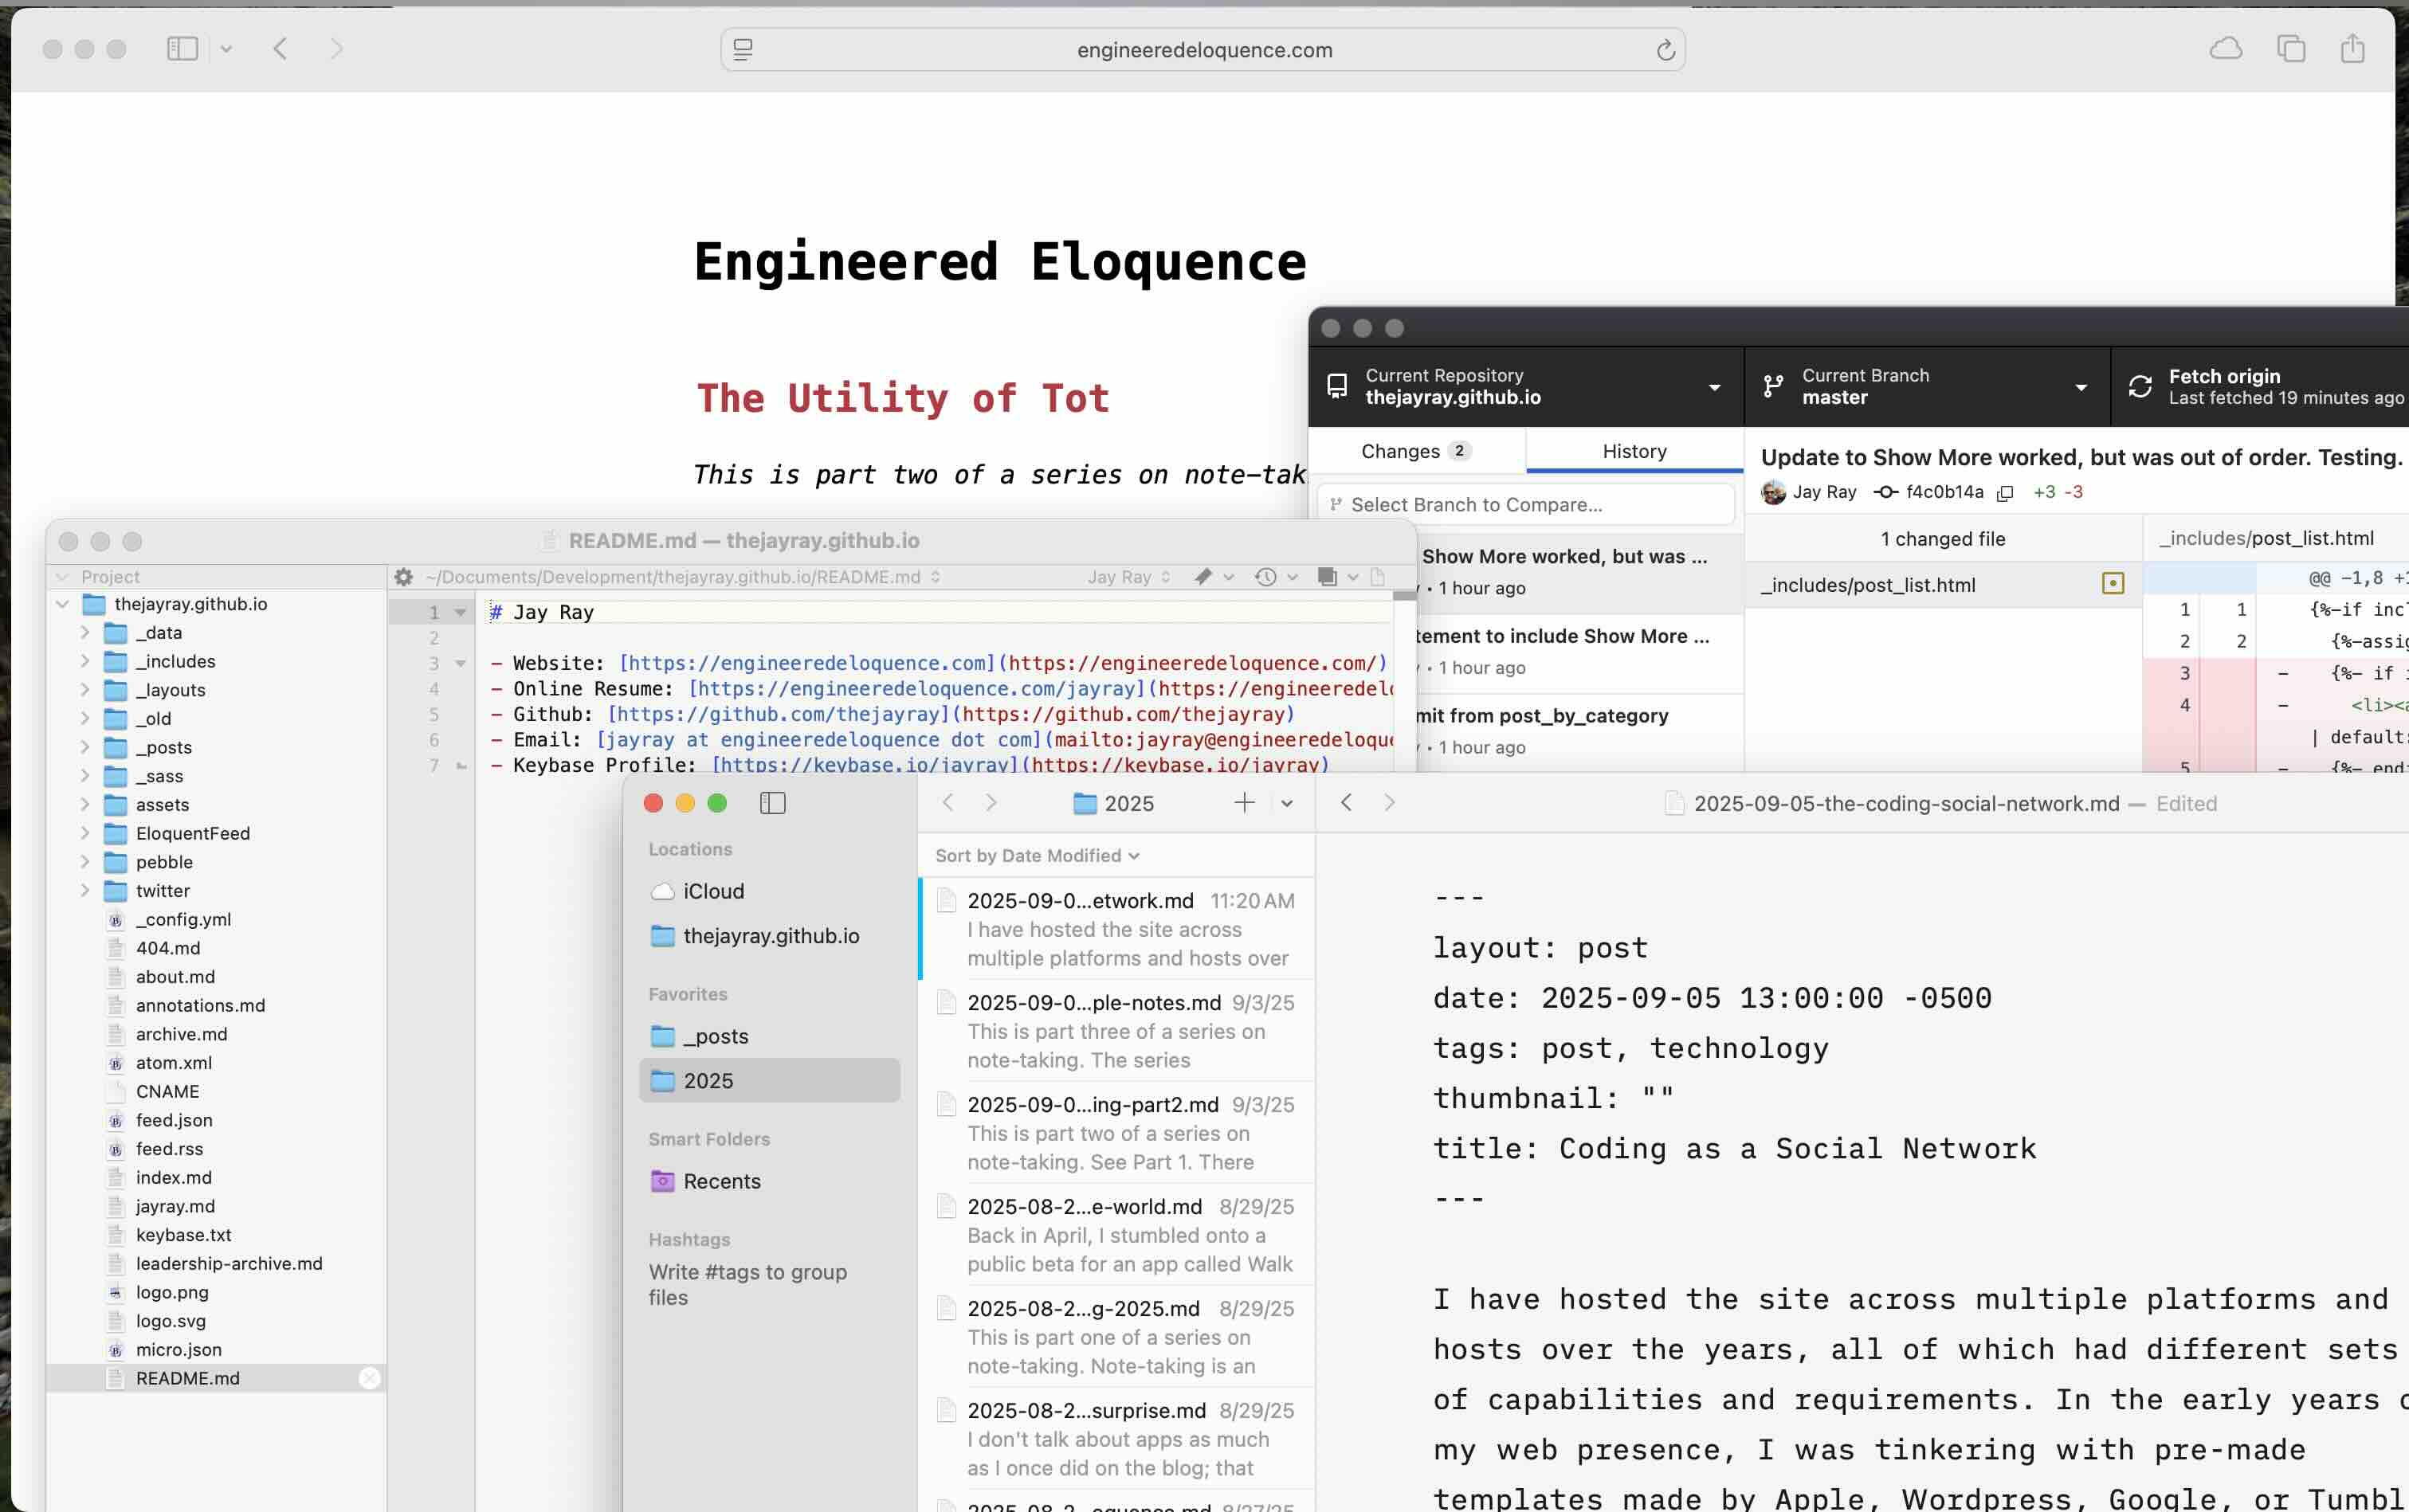 engineeredeloquence.com
Engineered Eloquence
The Utility of Tot
This is part two of a series on note-tak
Current Repository
thejayray.github.io
Current Branch
master
Fetch origin
Last fetched 19 minutes ago
Changes 2
History
Select Branch to Compare...
Show More worked, but was ...
• 1 hour ago
tement to include Show More ...
• 1 hour ago
mit from post_by_category
• 1 hour ago
Update to Show More worked, but was out of order. Testing.
Jay Ray f4c0b14a +3 -3
1 changed file
_includes/post_list.html
_includes/post_list.html
@@ -1,8 +
1 1 {%-if incl
2 2 {%-assig
3 - {%- if
4 - <li><a
| default:
5 - {%- end
README.md — thejayray.github.io
Project
~/Documents/Development/thejayray.github.io/README.md
Jay Ray
thejayray.github.io
_data
_includes
_layouts
_old
_posts
_sass
assets
EloquentFeed
pebble
twitter
_config.yml
404.md
about.md
annotations.md
archive.md
atom.xml
CNAME
feed.json
feed.rss
index.md
jayray.md
keybase.txt
leadership-archive.md
logo.png
logo.svg
micro.json
README.md
1 # Jay Ray
2
3 - Website: [https://engineeredeloquence.com](https://engineeredeloquence.com/)
4 - Online Resume: [https://engineeredeloquence.com/jayray](https://engineeredelo
5 - Github: [https://github.com/thejayray](https://github.com/thejayray)
6 - Email: [jayray at engineeredeloquence dot com](mailto:jayray@engineeredeloque
7 - Keybase Profile: [https://keybase.io/jayray](https://keybase.io/jayray)
Locations
iCloud
thejayray.github.io
Favorites
_posts
2025
Smart Folders
Recents
Hashtags
Write #tags to group
files
2025
Sort by Date Modified
2025-09-0...etwork.md 11:20 AM
I have hosted the site across
multiple platforms and hosts over
2025-09-0...ple-notes.md 9/3/25
This is part three of a series on
note-taking. The series
2025-09-0...ing-part2.md 9/3/25
This is part two of a series on
note-taking. See Part 1. There
2025-08-2...e-world.md 8/29/25
Back in April, I stumbled onto a
public beta for an app called Walk
2025-08-2...g-2025.md 8/29/25
This is part one of a series on
note-taking. Note-taking is an
2025-08-2...surprise.md 8/29/25
I don't talk about apps as much
as I once did on the blog; that
2025-08-2...oquence.md 8/27/25
2025-09-05-the-coding-social-network.md — Edited
---
layout: post
date: 2025-09-05 13:00:00 -0500
tags: post, technology
thumbnail: ""
title: Coding as a Social Network
---
I have hosted the site across multiple platforms and
hosts over the years, all of which had different sets
of capabilities and requirements. In the early years o
my web presence, I was tinkering with pre-made
templates made by Apple, Wordpress, Google, or Tumbl